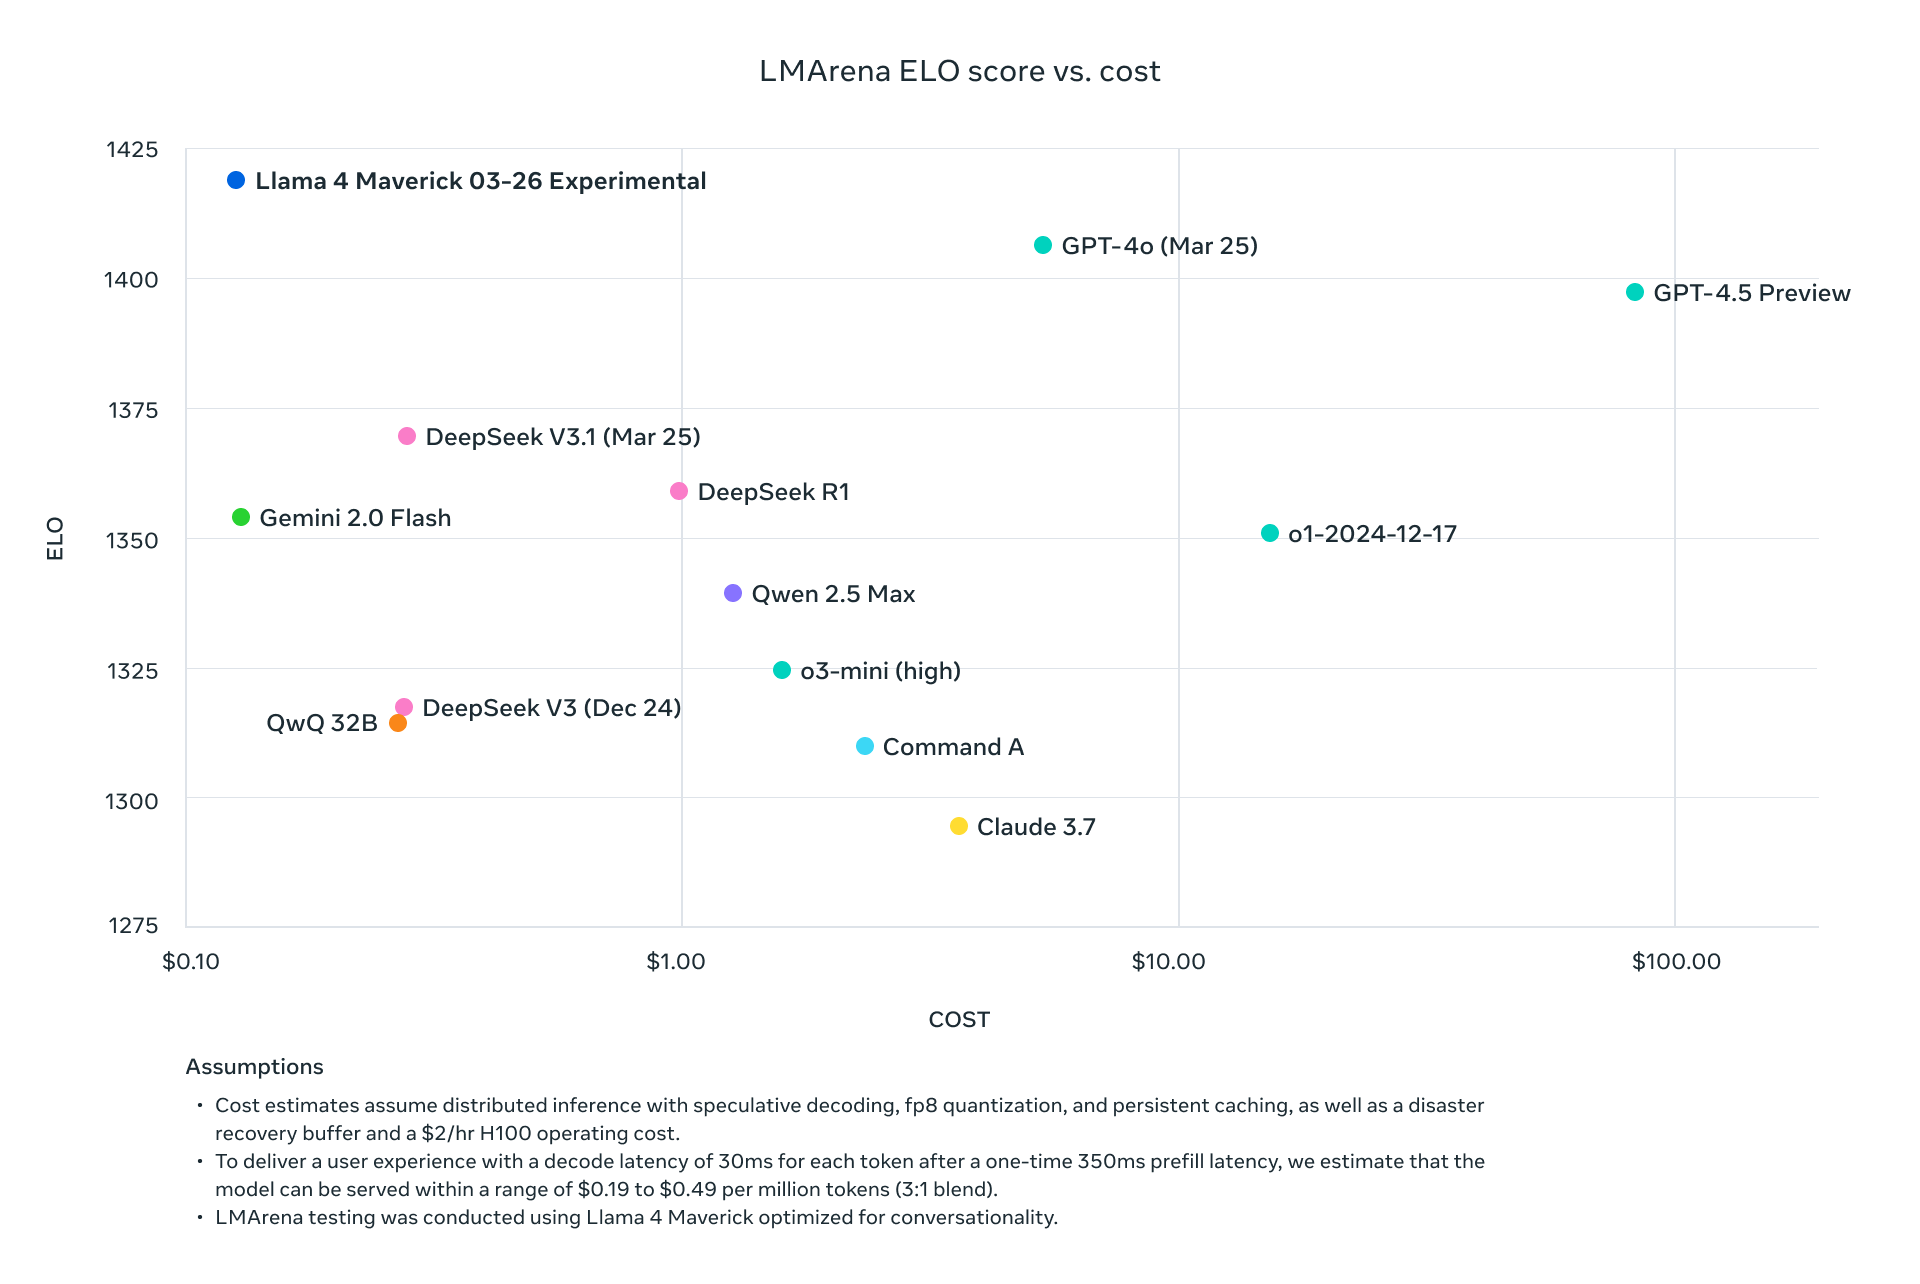 LMArena ELO score vs. cost
1425
Llama 4 Maverick 03-26 Experimental
GPT-4o (Mar 25)
1400
GPT-4.5 Preview
1375
DeepSeek V3.1 (Mar 25)
DeepSeek R1
Gemini 2.0 Flash
ELO
1350
o1-2024-12-17
Qwen 2.5 Max
1325
o3-mini (high)
DeepSeek V3 (Dec 24)
QwQ 32B
Command A
1300
Claude 3.7
1275
$0.10
$1.00
$10.00
$100.00
COST
Assumptions
• Cost estimates assume distributed inference with speculative decoding, fp8 quantization, and persistent caching, as well as a disaster
recovery buffer and a $2/hr H100 operating cost.
• To deliver a user experience with a decode latency of 30ms for each token after a one-time 350ms prefill latency, we estimate that the
model can be served within a range of $0.19 to $0.49 per million tokens (3:1 blend).
• LMArena testing was conducted using Llama 4 Maverick optimized for conversationality.